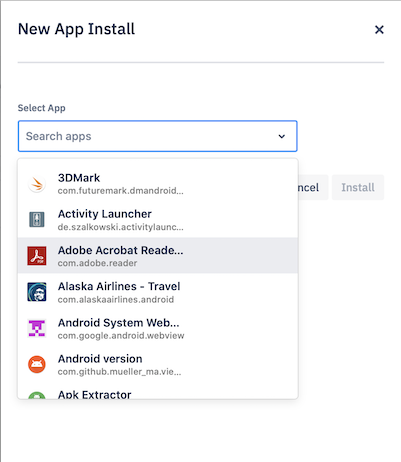 New App Install
Select App
Search apps
3DMark
com.futuremark.dmandroid...
Activity Launcher
de.szalkowski.activitylaunc...
ncel
Install
Adobe Acrobat Reade...
com.adobe.reader
Alaska Airlines - Travel
com.alaskaairlines.android
Android System Web...
com.google.android.webview
Android version
com.github.mueller_ma.vie...
Apk Extractor